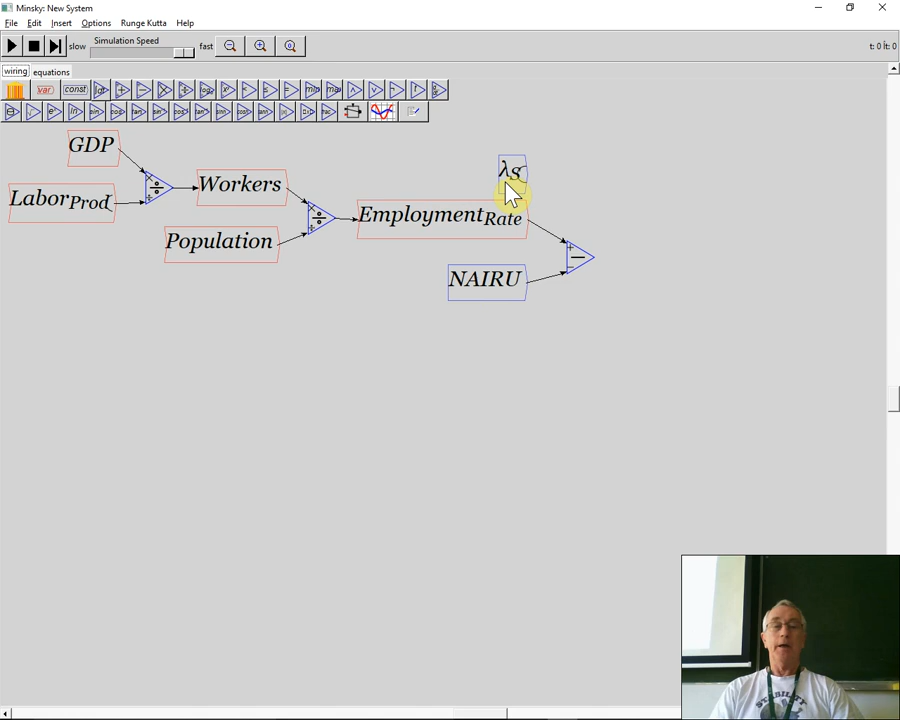 Minsky: New System
File Edit Insert Options Runge Kutta Help
slow
Simulation Speed
fast
t: 0 Δt: 0
wiring equations
var const
GDP
LaborProd
Workers
Population
λS
EmploymentRate
NAIRU